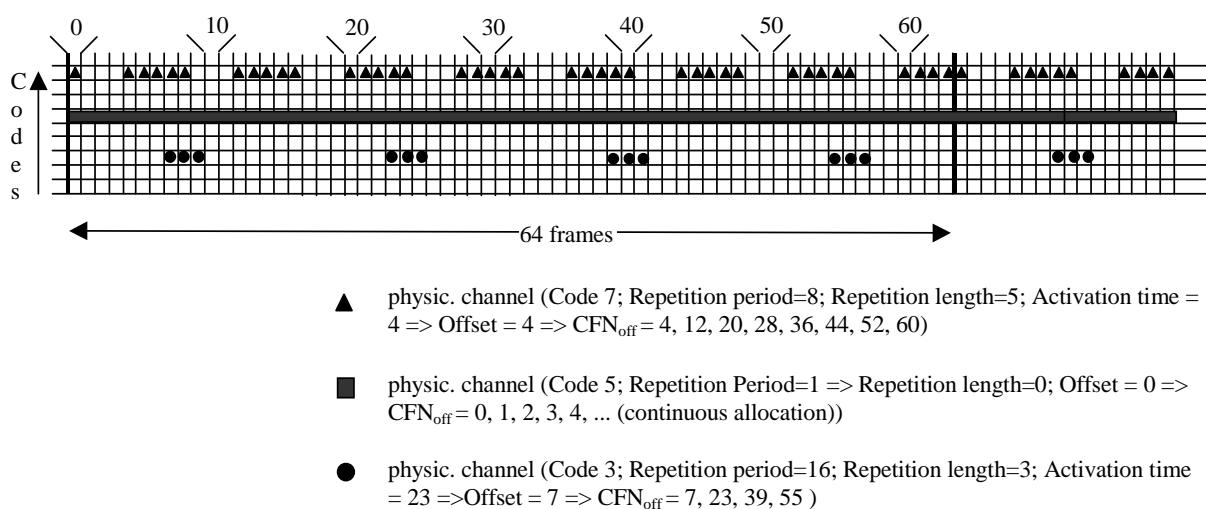 0 10 20 30 40 50 60
C
o
d
e
s
64 frames
physic. channel (Code 7; Repetition period=8; Repetition length=5; Activation time =
4 => Offset = 4 => CFNoff = 4, 12, 20, 28, 36, 44, 52, 60)
physic. channel (Code 5; Repetition Period=1 => Repetition length=0; Offset = 0 =>
CFNoff = 0, 1, 2, 3, 4, ... (continuous allocation))
physic. channel (Code 3; Repetition period=16; Repetition length=3; Activation time
= 23 =>Offset = 7 => CFNoff = 7, 23, 39, 55 )